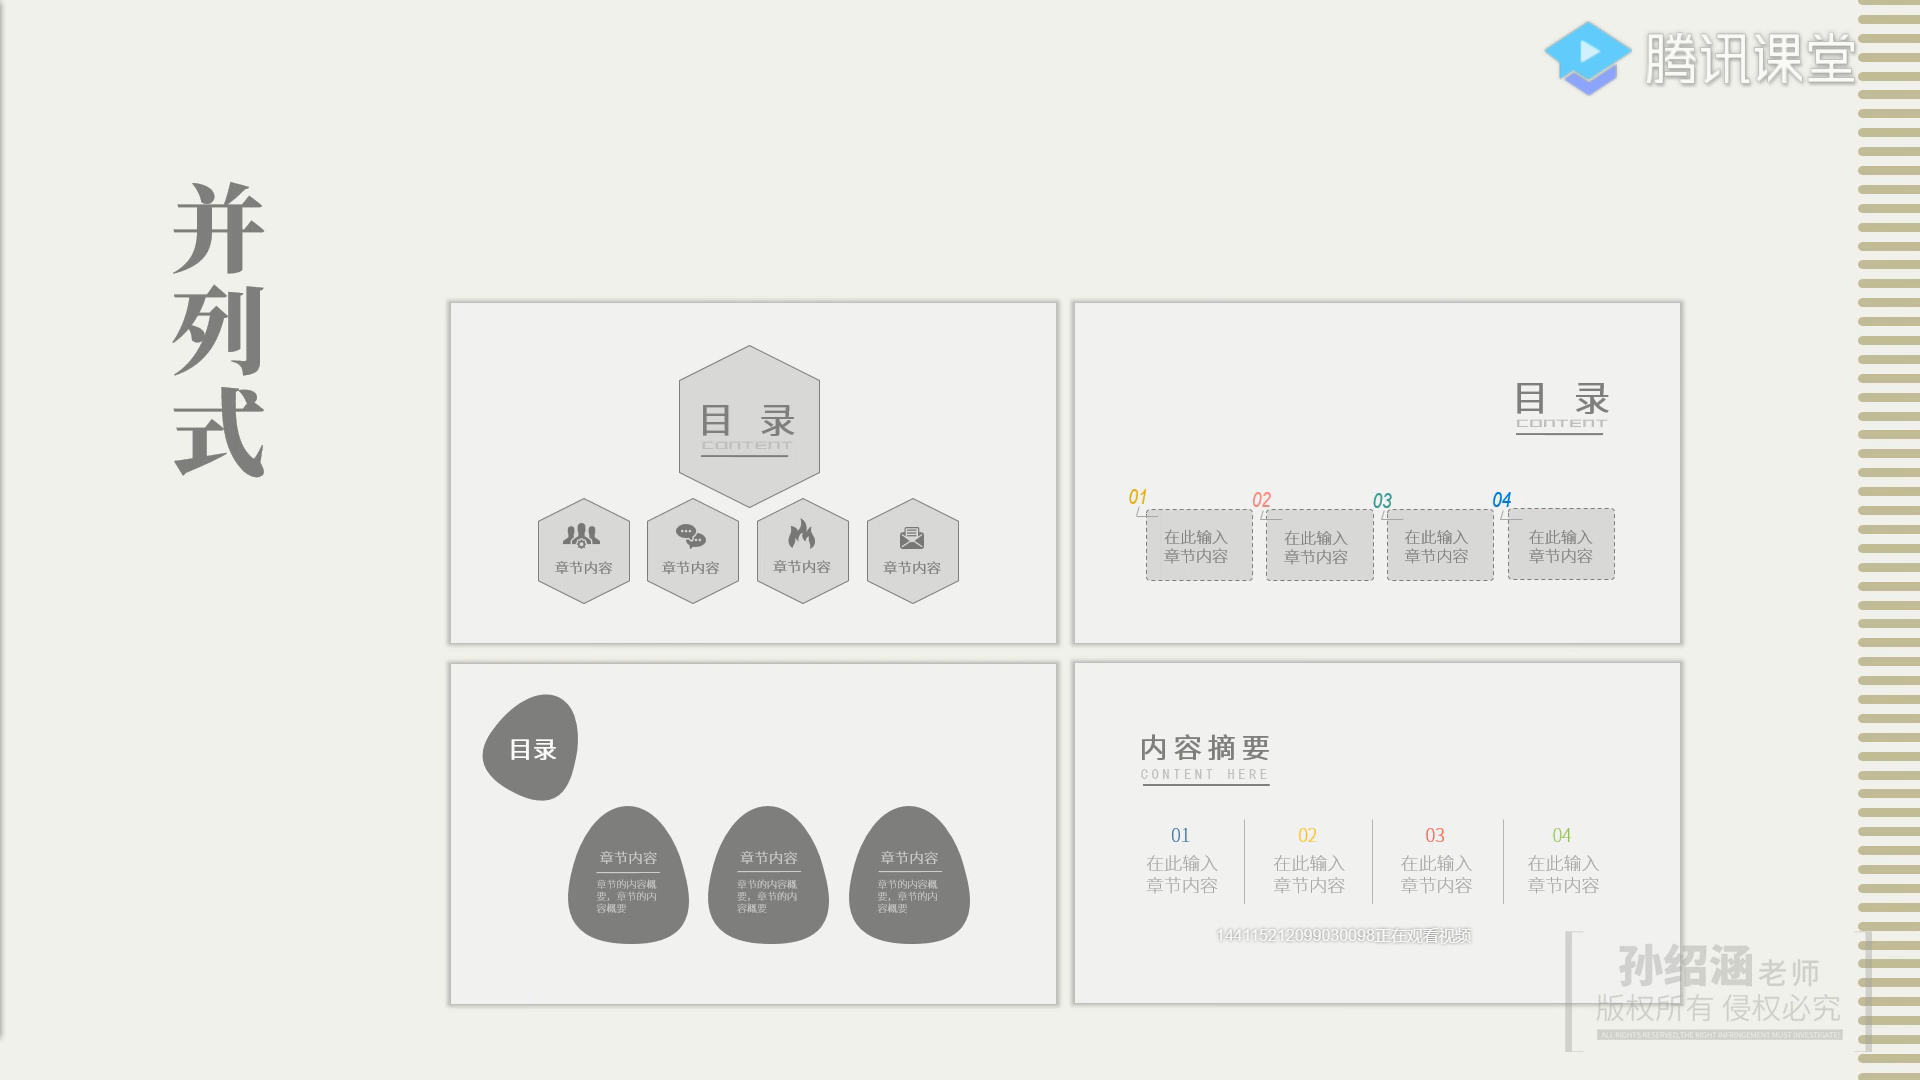 腾讯课堂
并列式
目 录
CONTENT
章节内容
章节内容
章节内容
章节内容
目 录
CONTENT
01
02
03
04
在此输入
章节内容
在此输入
章节内容
在此输入
章节内容
在此输入
章节内容
目录
章节内容
章节的内容概
要，章节的内
容概要
章节内容
章节的内容概
要，章节的内
容概要
章节内容
章节的内容概
要，章节的内
容概要
内容摘要
CONTENT HERE
01
在此输入
章节内容
02
在此输入
章节内容
03
在此输入
章节内容
04
在此输入
章节内容
144115212099030098正在观看视频
孙绍涵老师
版权所有 侵权必究
ALL RIGHTS RESERVED,THE RIGHT INFRINGEMENT MUST INVESTIGATE!